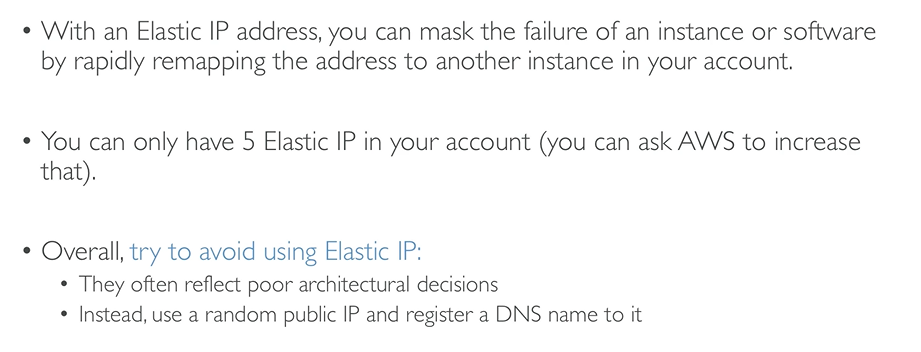 • With an Elastic IP address, you can mask the failure of an instance or software
by rapidly remapping the address to another instance in your account.
• You can only have 5 Elastic IP in your account (you can ask AWS to increase
that).
• Overall, try to avoid using Elastic IP:
• They often reflect poor architectural decisions
• Instead, use a random public IP and register a DNS name to it